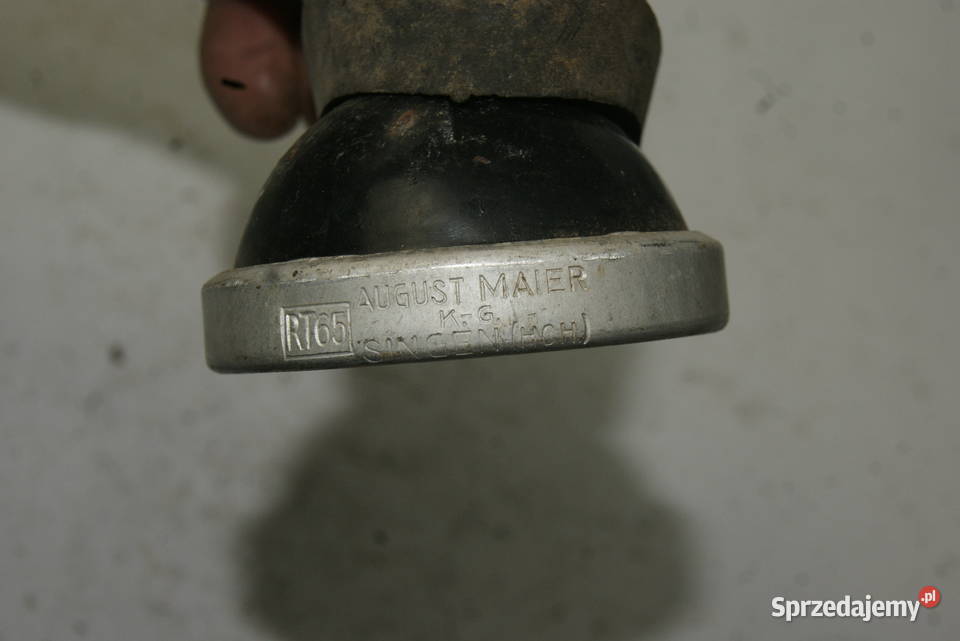 RT65
AUGUST MAIER
K.-G.
SINGEN (HOH)
Sprzedajemy.pl